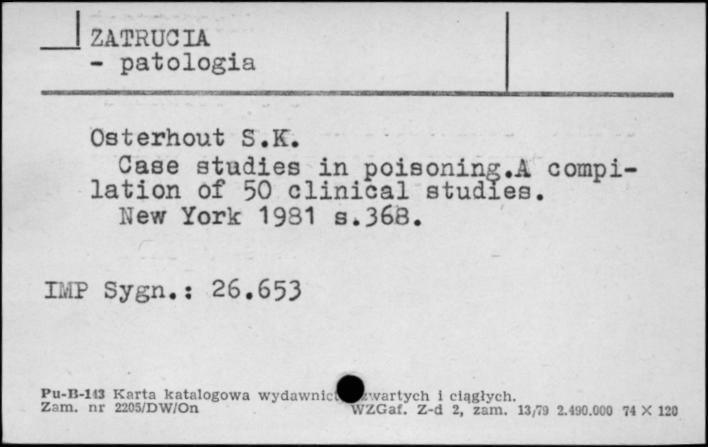 ZATRUCIA
- patologia
Osterhout S.K.
Case studies in poisoning.A compi-
lation of 50 clinical studies.
New York 1981 s.368.
IMP Sygn.: 26.653
Pu-B-143 Karta katalogowa wydawnict zwartych i ciągłych.
Zam. nr 2205/DW/On WZGaf. Z-d 2, zam. 13/79 2.490.000 74 X 120